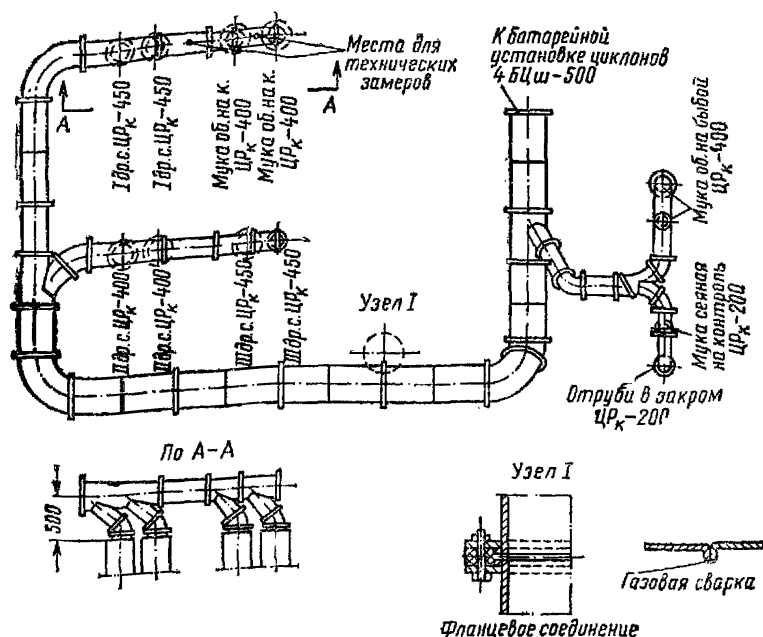 Места для
технических
замеров
К батарейной
установке циклонов
4 БЦш-500
А
А
I др.с.ЦРк-450
I др.с.ЦРк-450
Мука об.на к.
ЦРк-400
Мука об.на к.
ЦРк-400
Мука об.на быбой
ЦРк-400
II др.с.ЦРк-400
II др.с.ЦРк-400
III др.с.ЦРк-450
III др.с.ЦРк-450
Узел I
Мука сеяная
на контроль
ЦРк-200
Отруби в закром
ЦРк-200
По А-А
500
Узел I
Газовая сварка
Фланцевое соединение